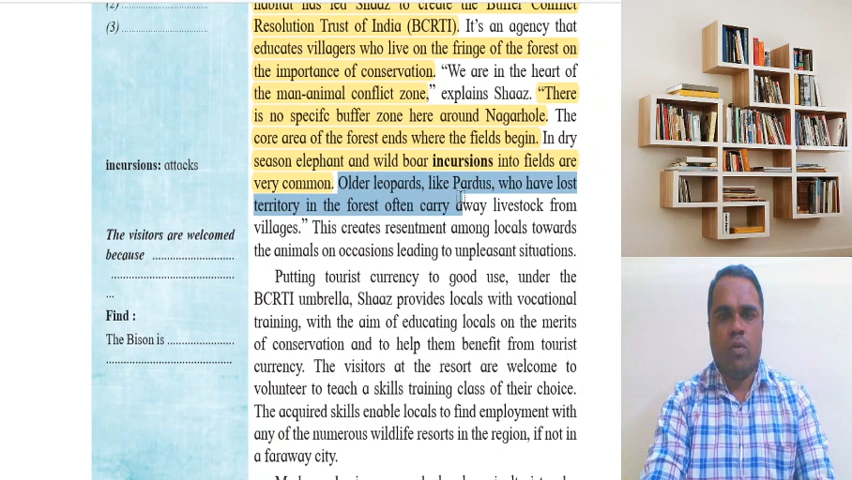 (2)
(3)
incursions: attacks
The visitors are welcomed
because ........................
....................................
...
Find :
The Bison is ...................
.....................................
habitat has led Shaaz to create the Buffer Conflict
Resolution Trust of India (BCRTI). It’s an agency that
educates villagers who live on the fringe of the forest on
the importance of conservation. “We are in the heart of
the man-animal conflict zone,” explains Shaaz. “There
is no specifc buffer zone here around Nagarhole. The
core area of the forest ends where the fields begin. In dry
season elephant and wild boar incursions into fields are
very common. Older leopards, like Pardus, who have lost
territory in the forest often carry away livestock from
villages.” This creates resentment among locals towards
the animals on occasions leading to unpleasant situations.
Putting tourist currency to good use, under the
BCRTI umbrella, Shaaz provides locals with vocational
training, with the aim of educating locals on the merits
of conservation and to help them benefit from tourist
currency. The visitors at the resort are welcome to
volunteer to teach a skills training class of their choice.
The acquired skills enable locals to find employment with
any of the numerous wildlife resorts in the region, if not in
a faraway city.